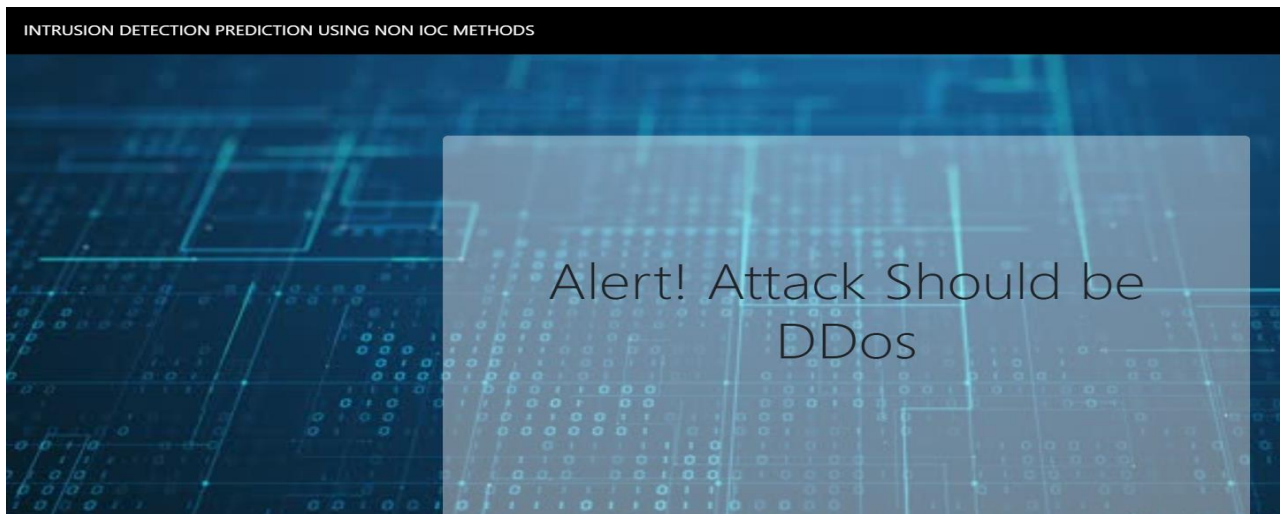 INTRUSION DETECTION PREDICTION USING NON IOC METHODS
Alert! Attack Should be
DDos